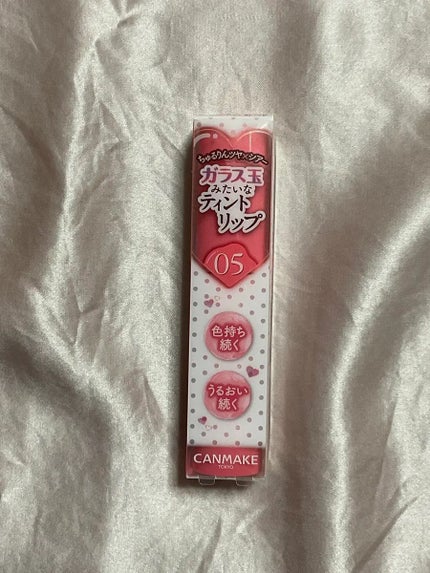 ちゅるりんツヤ×シアー
ガラス玉
みたいな
ティント
リップ
05
色持ち
続く
うるおい
続く
CANMAKE
TOKYO